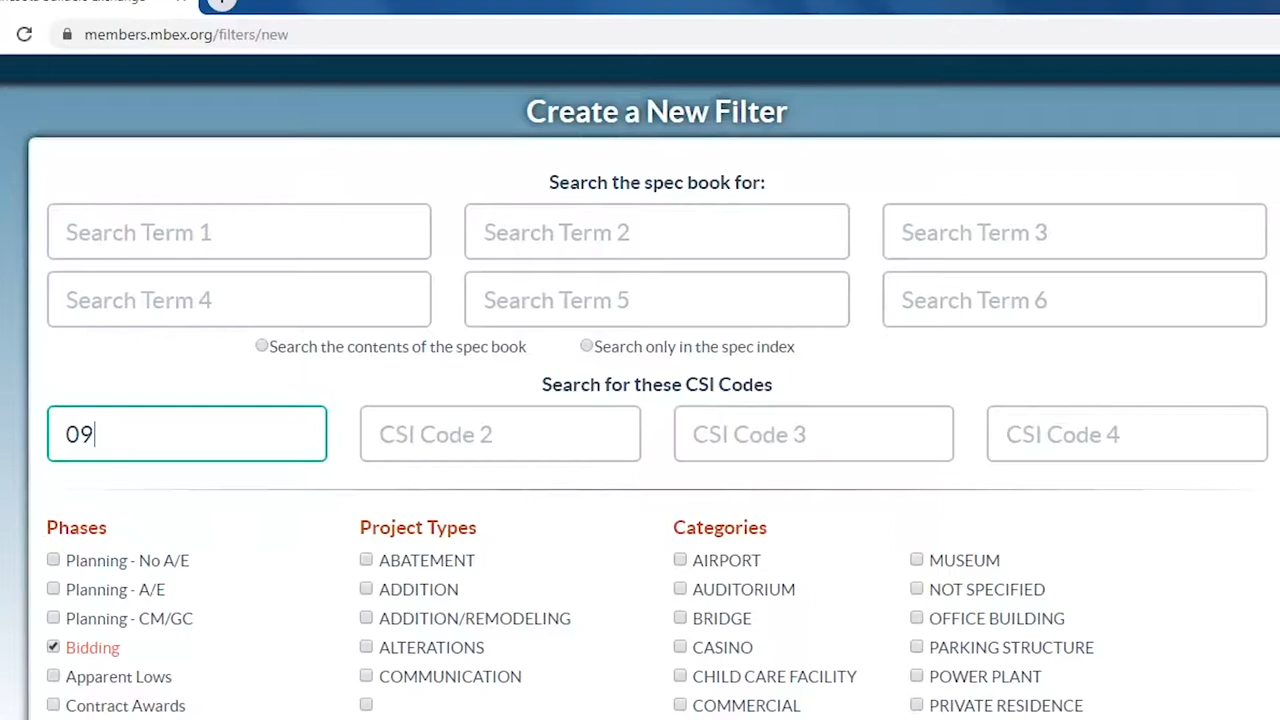 members.mbex.org/filters/new
Create a New Filter
Search the spec book for:
Search Term 1 Search Term 2 Search Term 3
Search Term 4 Search Term 5 Search Term 6
Search the contents of the spec book Search only in the spec index
Search for these CSI Codes
09 CSI Code 2 CSI Code 3 CSI Code 4
Phases Project Types Categories
Planning - No A/E ABATEMENT AIRPORT MUSEUM
Planning - A/E ADDITION AUDITORIUM NOT SPECIFIED
Planning - CM/GC ADDITION/REMODELING BRIDGE OFFICE BUILDING
Bidding ALTERATIONS CASINO PARKING STRUCTURE
Apparent Lows COMMUNICATION CHILD CARE FACILITY POWER PLANT
Contract Awards COMMERCIAL PRIVATE RESIDENCE